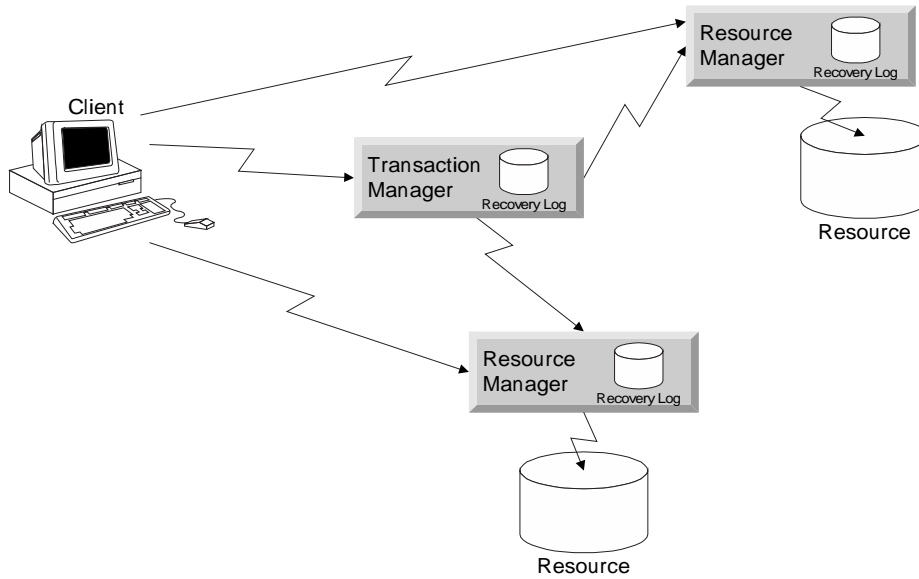 Resource
Manager
Recovery Log
Client
Resource
Transaction
Manager
Recovery Log
Resource
Manager
Recovery Log
Resource